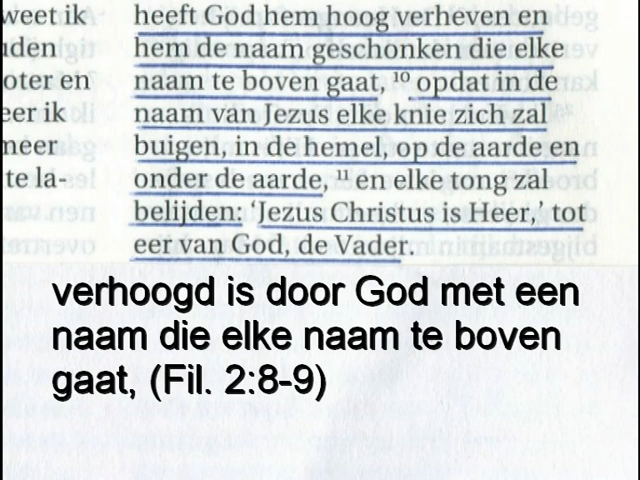 weet ik
uden
oter en
eer ik
meer
te la-
heeft God hem hoog verheven en
hem de naam geschonken die elke
naam te boven gaat, ¹⁰ opdat in de
naam van Jezus elke knie zich zal
buigen, in de hemel, op de aarde en
onder de aarde, ¹¹ en elke tong zal
belijden: ‘Jezus Christus is Heer,’ tot
eer van God, de Vader.
verhoogd is door God met een
naam die elke naam te boven
gaat, (Fil. 2:8-9)